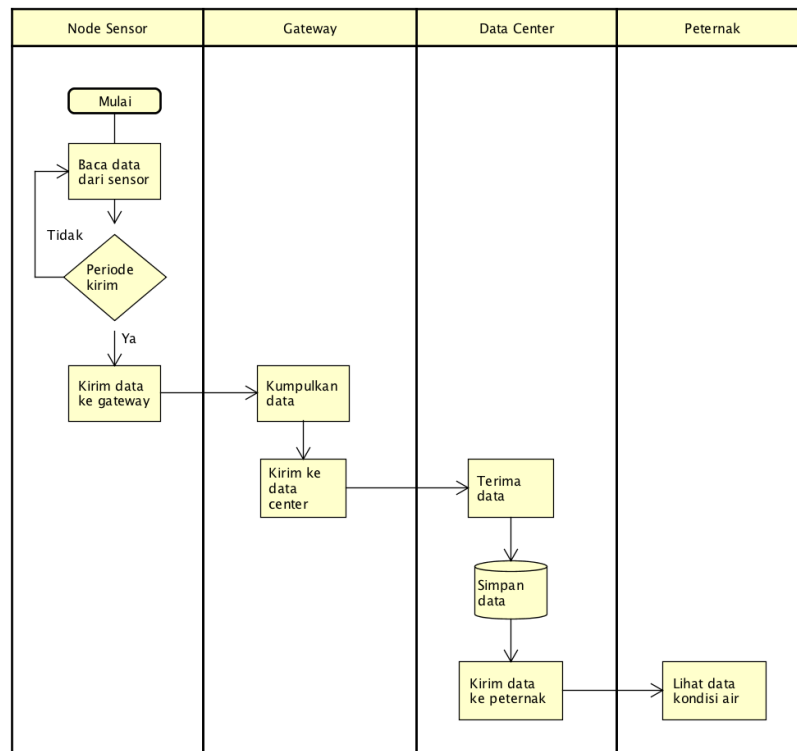 Node Sensor
Gateway
Data Center
Peternak
Mulai
Baca data
dari sensor
Tidak
Periode
kirim
Ya
Kirim data
ke gateway
Kumpulkan
data
Kirim ke
data
center
Terima
data
Simpan
data
Kirim data
ke peternak
Lihat data
kondisi air